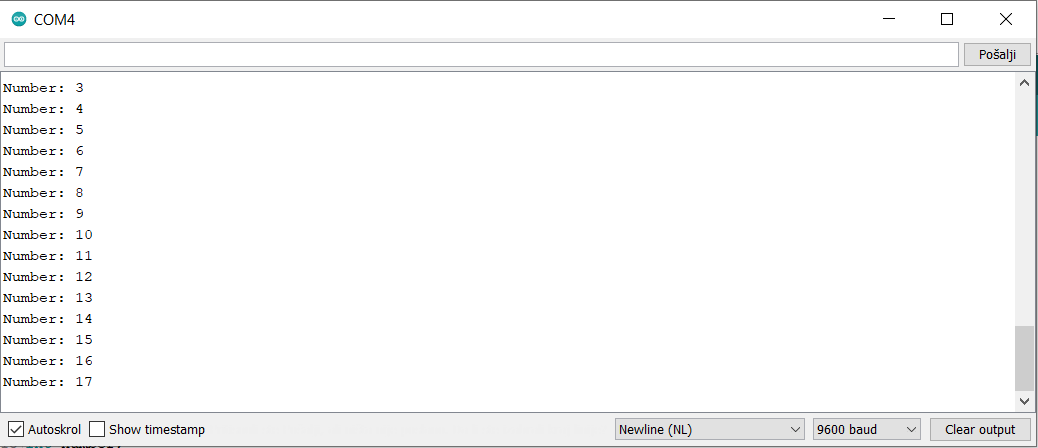 COM4
Pošalji
Number: 3
Number: 4
Number: 5
Number: 6
Number: 7
Number: 8
Number: 9
Number: 10
Number: 11
Number: 12
Number: 13
Number: 14
Number: 15
Number: 16
Number: 17
Autoskrol Show timestamp Newline (NL) 9600 baud Clear output